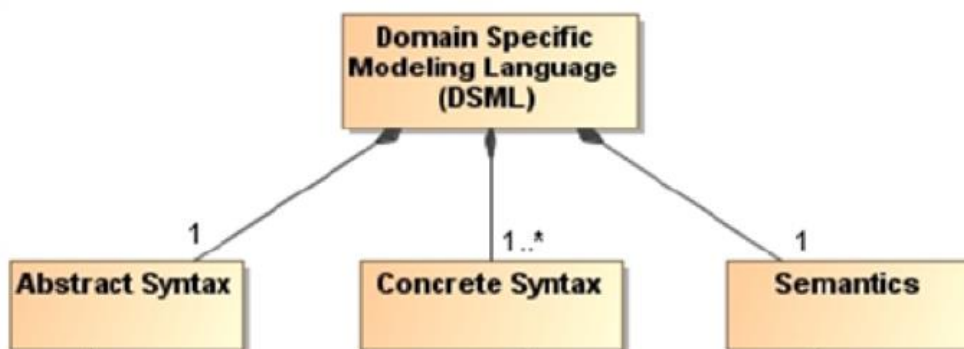 Domain Specific
Modeling Language
(DSML)
1
1..*
1
Abstract Syntax
Concrete Syntax
Semantics